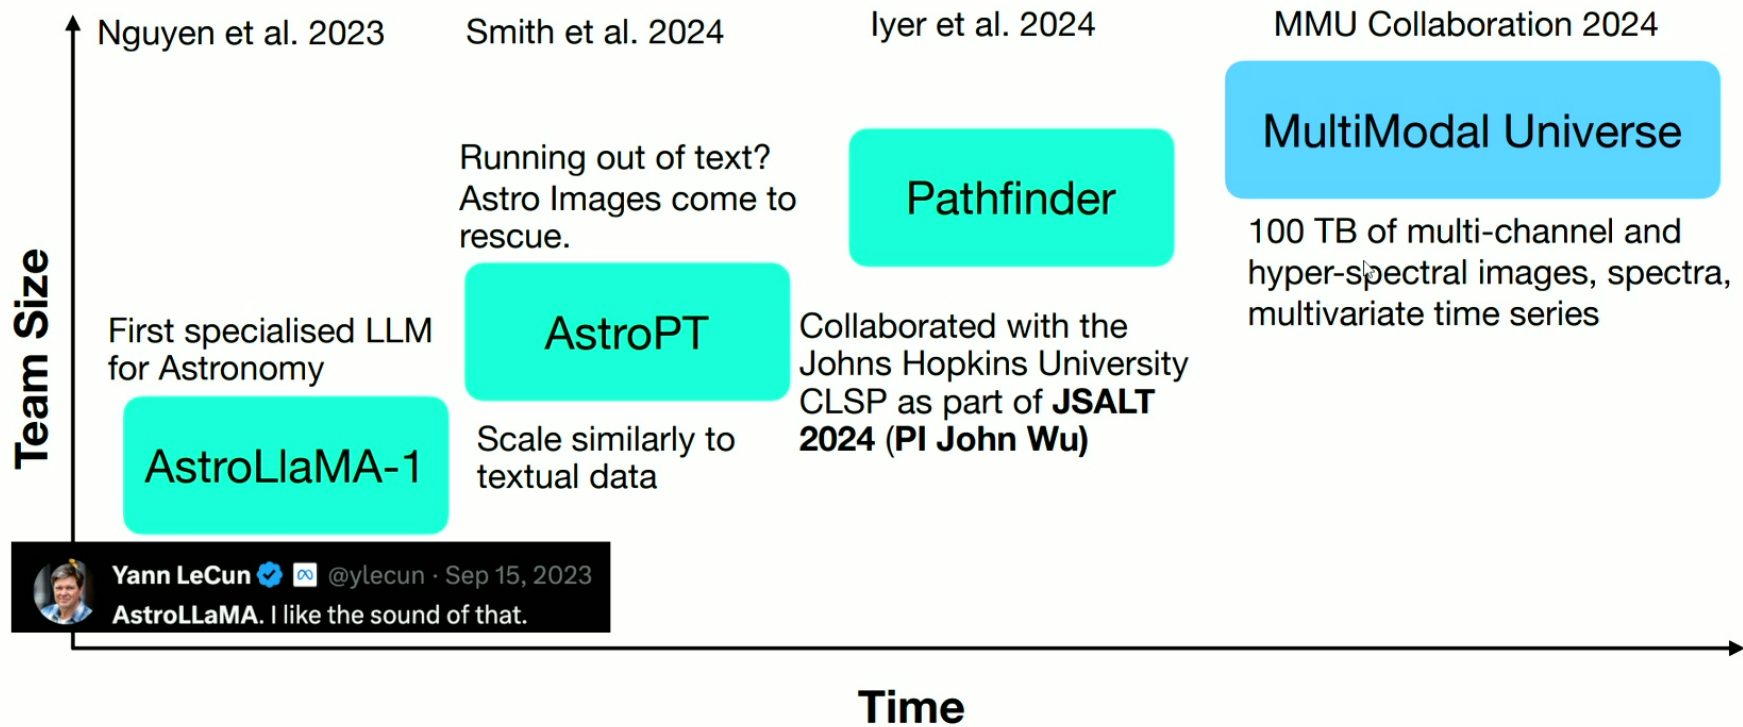 Nguyen et al. 2023
Smith et al. 2024
Iyer et al. 2024
MMU Collaboration 2024
Team Size
First specialised LLM
for Astronomy
AstroLlaMA-1
Yann LeCun @ylecun · Sep 15, 2023
AstroLLaMA. I like the sound of that.
Running out of text?
Astro Images come to
rescue.
AstroPT
Scale similarly to
textual data
Pathfinder
Collaborated with the
Johns Hopkins University
CLSP as part of JSALT
2024 (PI John Wu)
MultiModal Universe
100 TB of multi-channel and
hyper-spectral images, spectra,
multivariate time series
Time